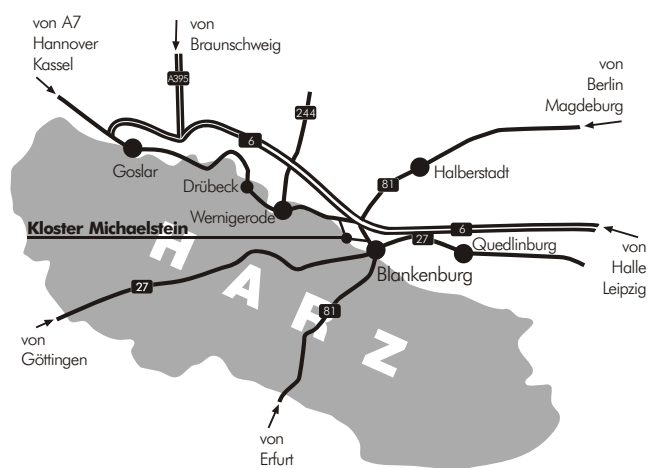 von A7
Hannover
Kassel
von
Braunschweig
A395
von
Berlin
Magdeburg
244
6
Goslar
Halberstadt
Drübeck
81
Wernigerode
Kloster Michaelstein
6
27
Quedlinburg
von
Halle
Leipzig
Blankenburg
HARZ
27
81
von
Göttingen
von
Erfurt